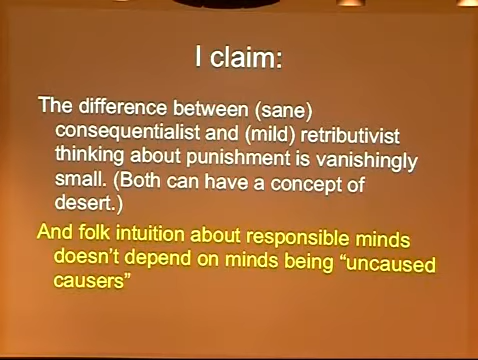 I claim:
The difference between (sane)
consequentialist and (mild) retributivist
thinking about punishment is vanishingly
small. (Both can have a concept of
desert.)
And folk intuition about responsible minds
doesn't depend on minds being “uncaused
causers”